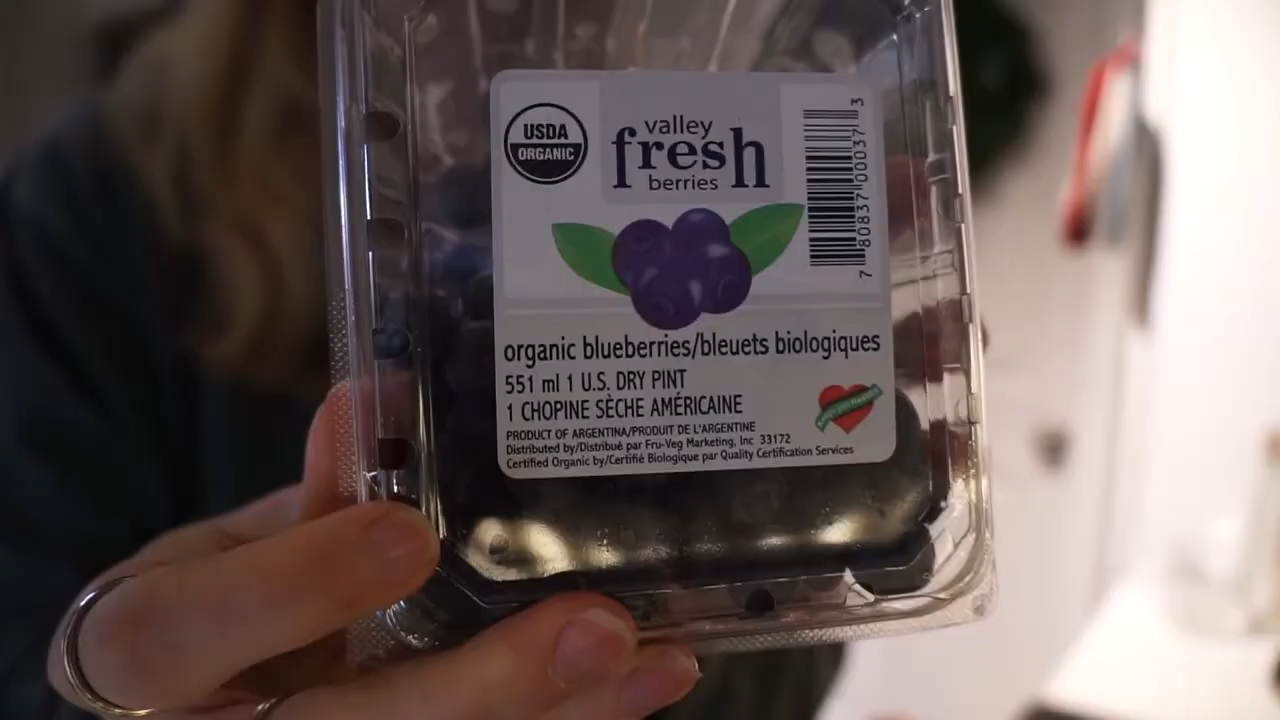 USDA
ORGANIC
valley
fresh
berries
7 80837 00037 3
organic blueberries/bleuets biologiques
551 ml 1 U.S. DRY PINT
1 CHOPINE SÈCHE AMÉRICAINE
PRODUCT OF ARGENTINA/PRODUIT DE L'ARGENTINE
Distributed by/Distribué par Fru-Veg Marketing, Inc 33172
Certified Organic by/Certifié Biologique par Quality Certification Services